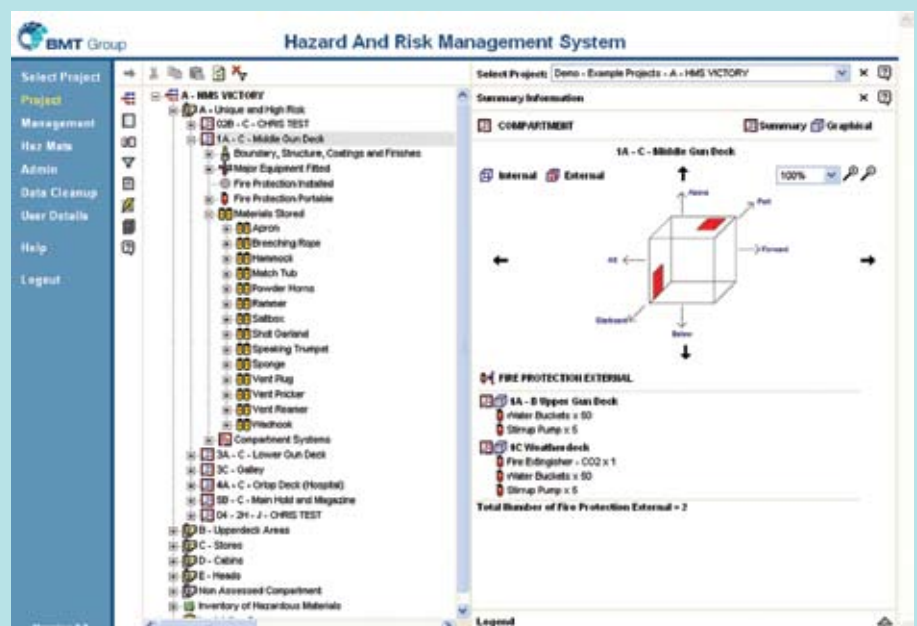 BMT Group
Hazard And Risk Management System
Select Project
Project
Management
Haz Mats
Admin
Data Cleanup
User Details
Help
Logout
A - HMS VICTORY
A - Unique and High Risk
02B - C - CHRIS TEST
1A - C - Middle Gun Deck
Boundary, Structure, Coatings and Finishes
Major Equipment Fitted
Fire Protection Installed
Fire Protection Portable
Materials Stored
Apron
Breeching Rope
Hammock
Match Tub
Powder Horns
Rammer
Saltbox
Shot Garland
Speaking Trumpet
Sponge
Vent Plug
Vent Pricker
Vent Reamer
Wadhook
Compartment Systems
3A - C - Lower Gun Deck
3C - Galley
4A - C - Orlop Deck (Hospital)
5B - C - Main Hold and Magazine
04 - 2H - J - CHRIS TEST
B - Upperdeck Areas
C - Stores
D - Cabins
E - Heads
Non Assessed Compartment
Inventory of Hazardous Materials
Select Project: Demo - Example Projects - A - HMS VICTORY
Summary Information
COMPARTMENT Summary Graphical
1A - C - Middle Gun Deck
Internal External 100%
Above
Port
Forward
Aft
Starboard
Below
FIRE PROTECTION EXTERNAL
Upper Gun Deck
Water Buckets x 50
Stirrup Pump x 5
Weatherdeck
Fire Extingisher - CO2 x 1
Water Buckets x 50
Stirrup Pump x 5
Total Number of Fire Protection External = 2
Legend